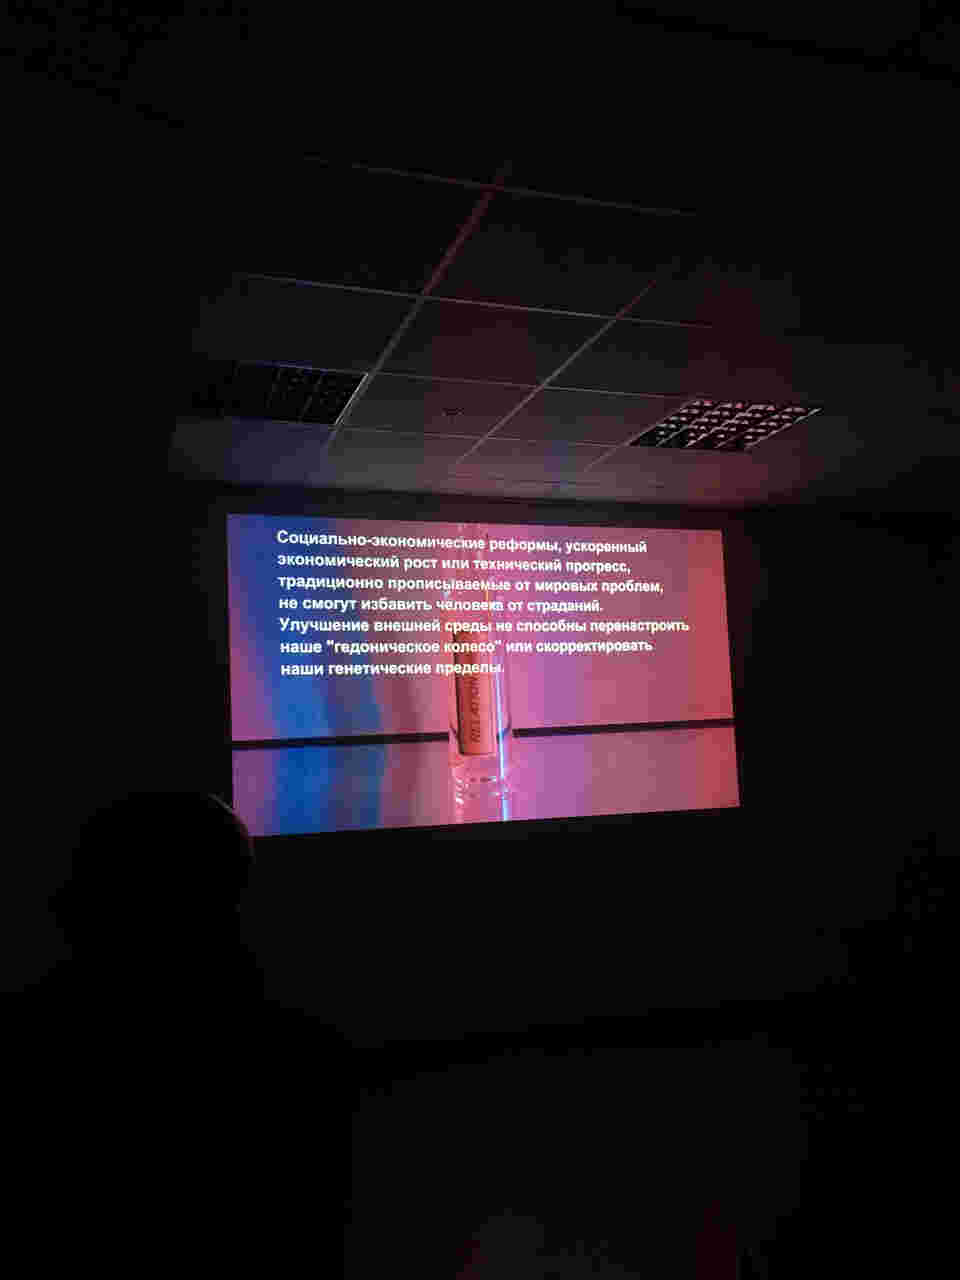 Социально-экономические реформы, ускоренный
экономический рост или технический прогресс,
традиционно прописываемые от мировых проблем,
не смогут избавить человека от страданий.
Улучшение внешней среды не способны перенастроить
наше "гедоническое колесо" или скорректировать
наши генетические пределы.